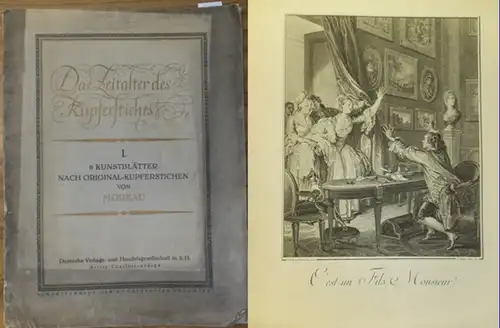 Das Zeitalter des
Kupferstiches
I.
8 KUNSTBLÄTTER
NACH ORIGINAL-KUPFERSTICHEN
VON
MOREAU
Deutsche Verlags- und Handelsgesellschaft m.b.H.
C'est un Fils, Monsieur!